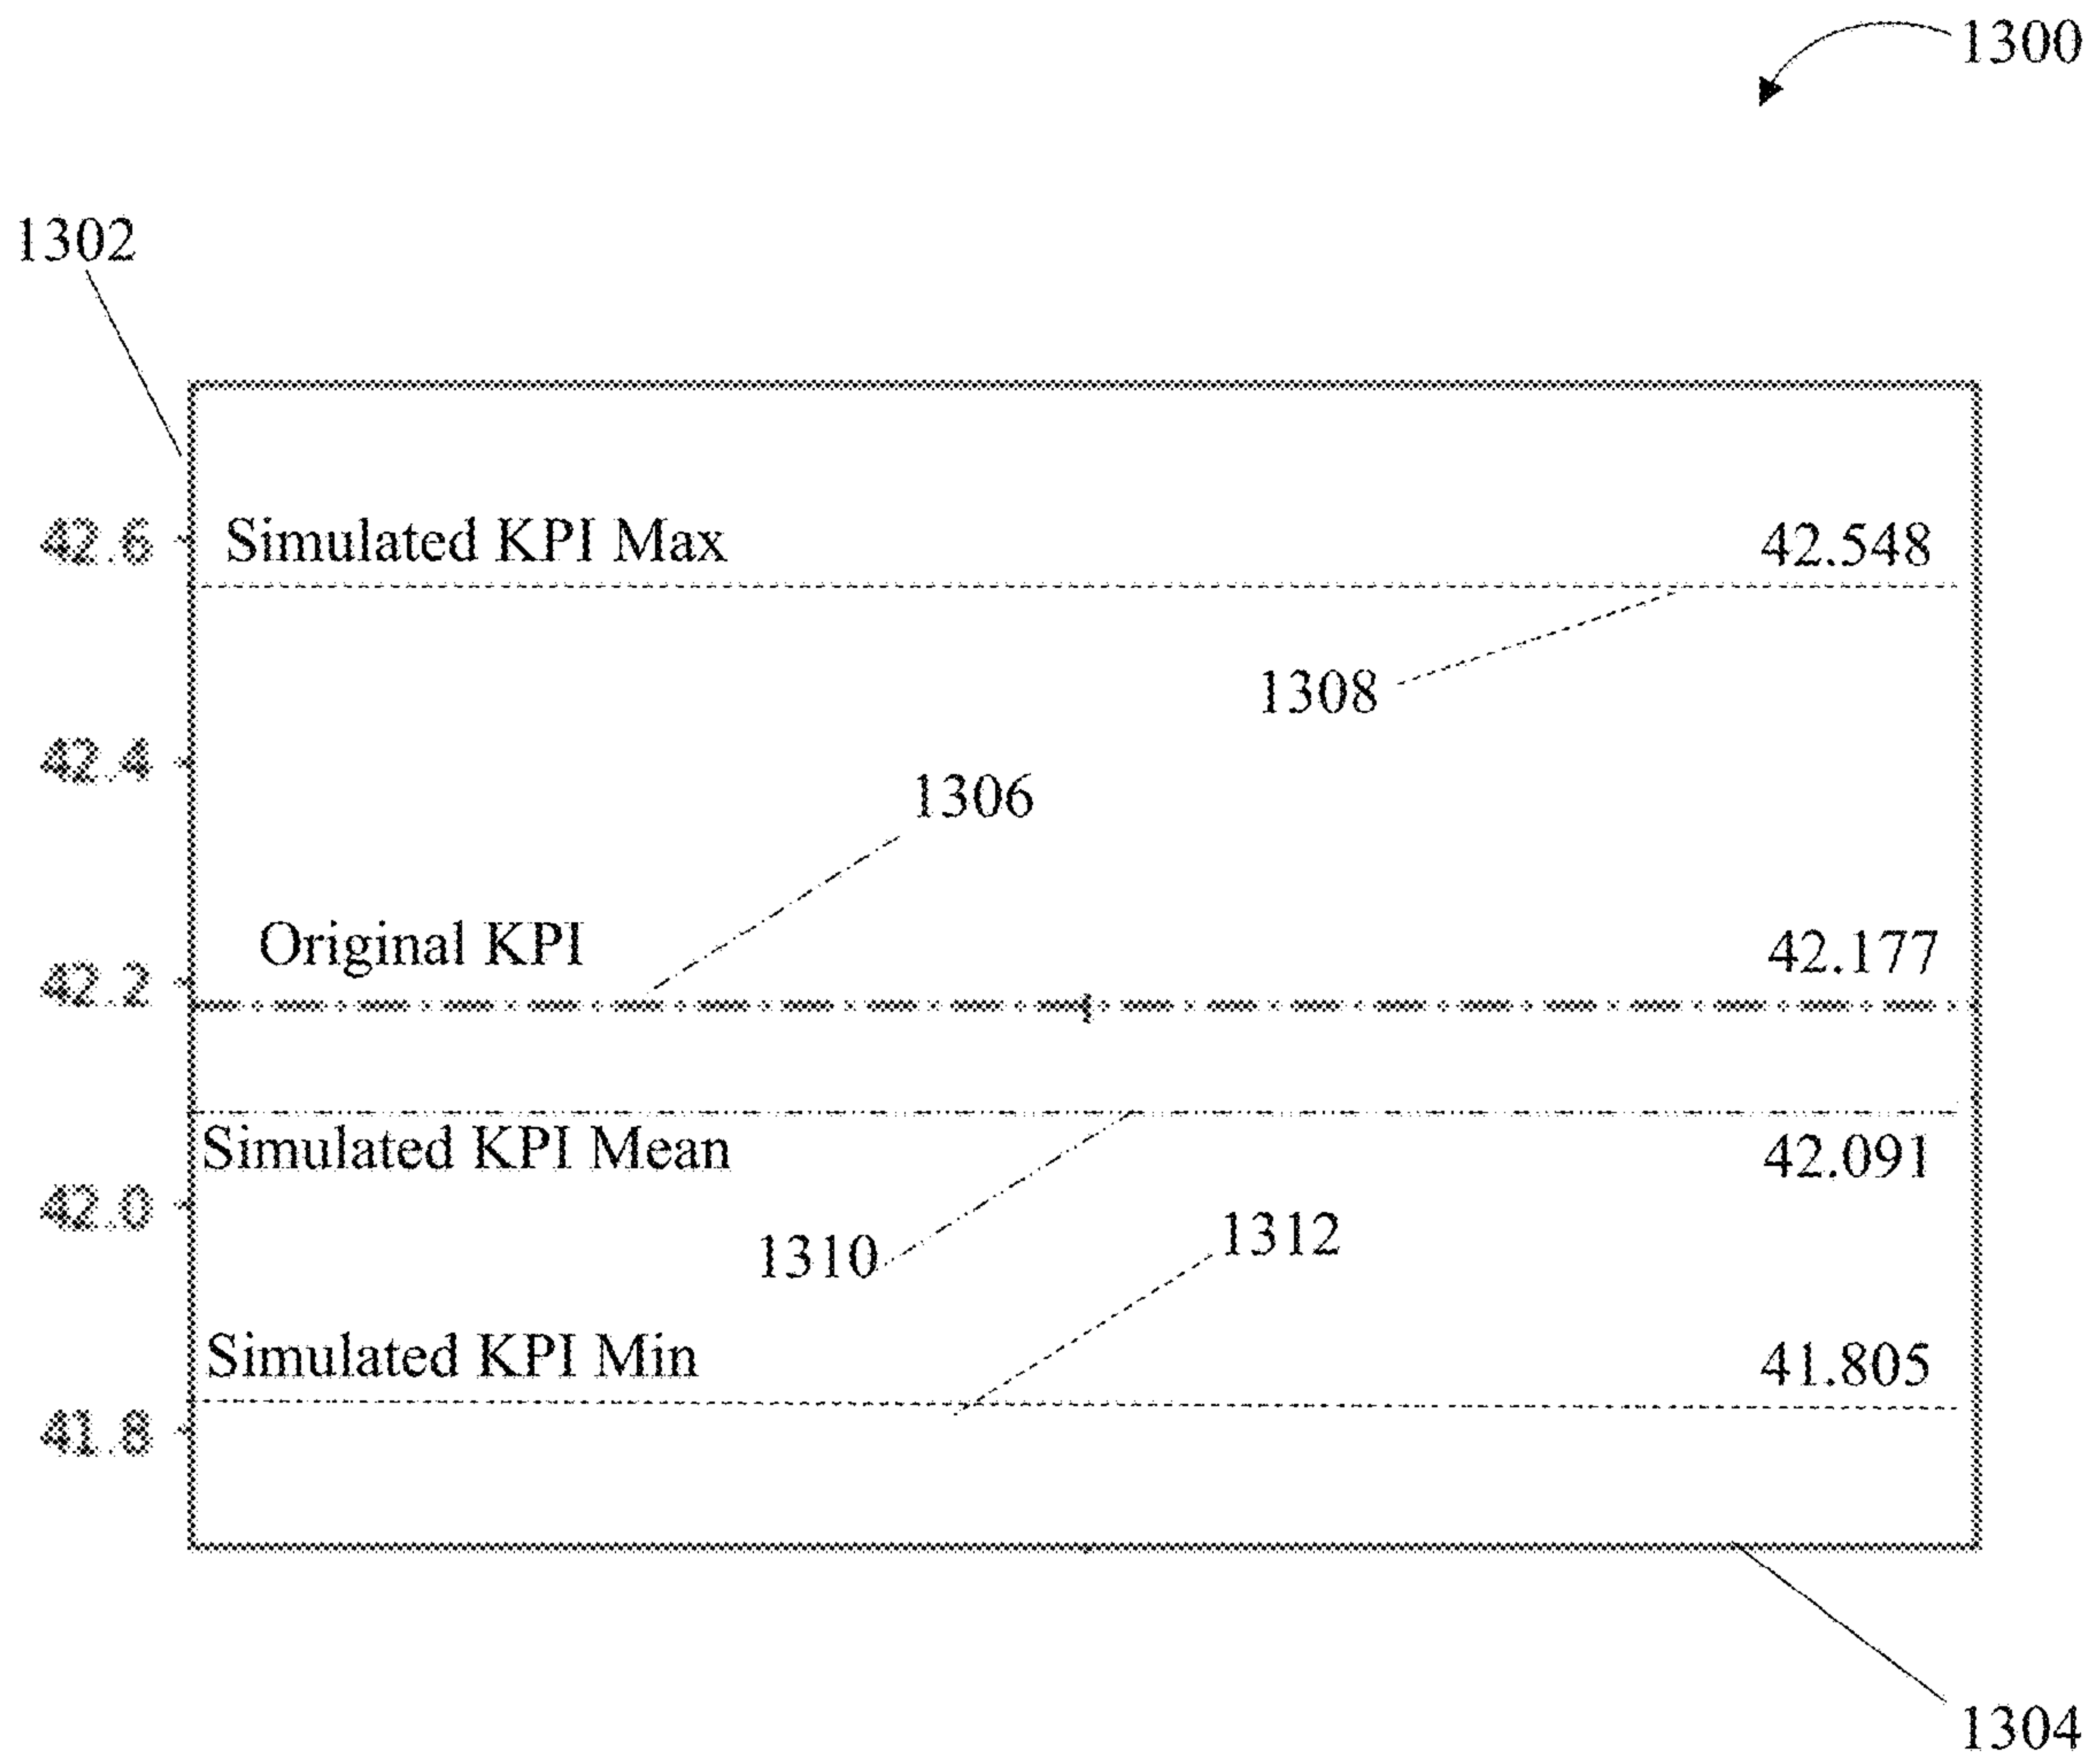 1300
1302
42.6 Simulated KPI Max 42.548
1308
42.4
1306
Original KPI 42.177
42.2
Simulated KPI Mean 42.091
42.0
1310 1312
Simulated KPI Min 41.805
41.8
1304